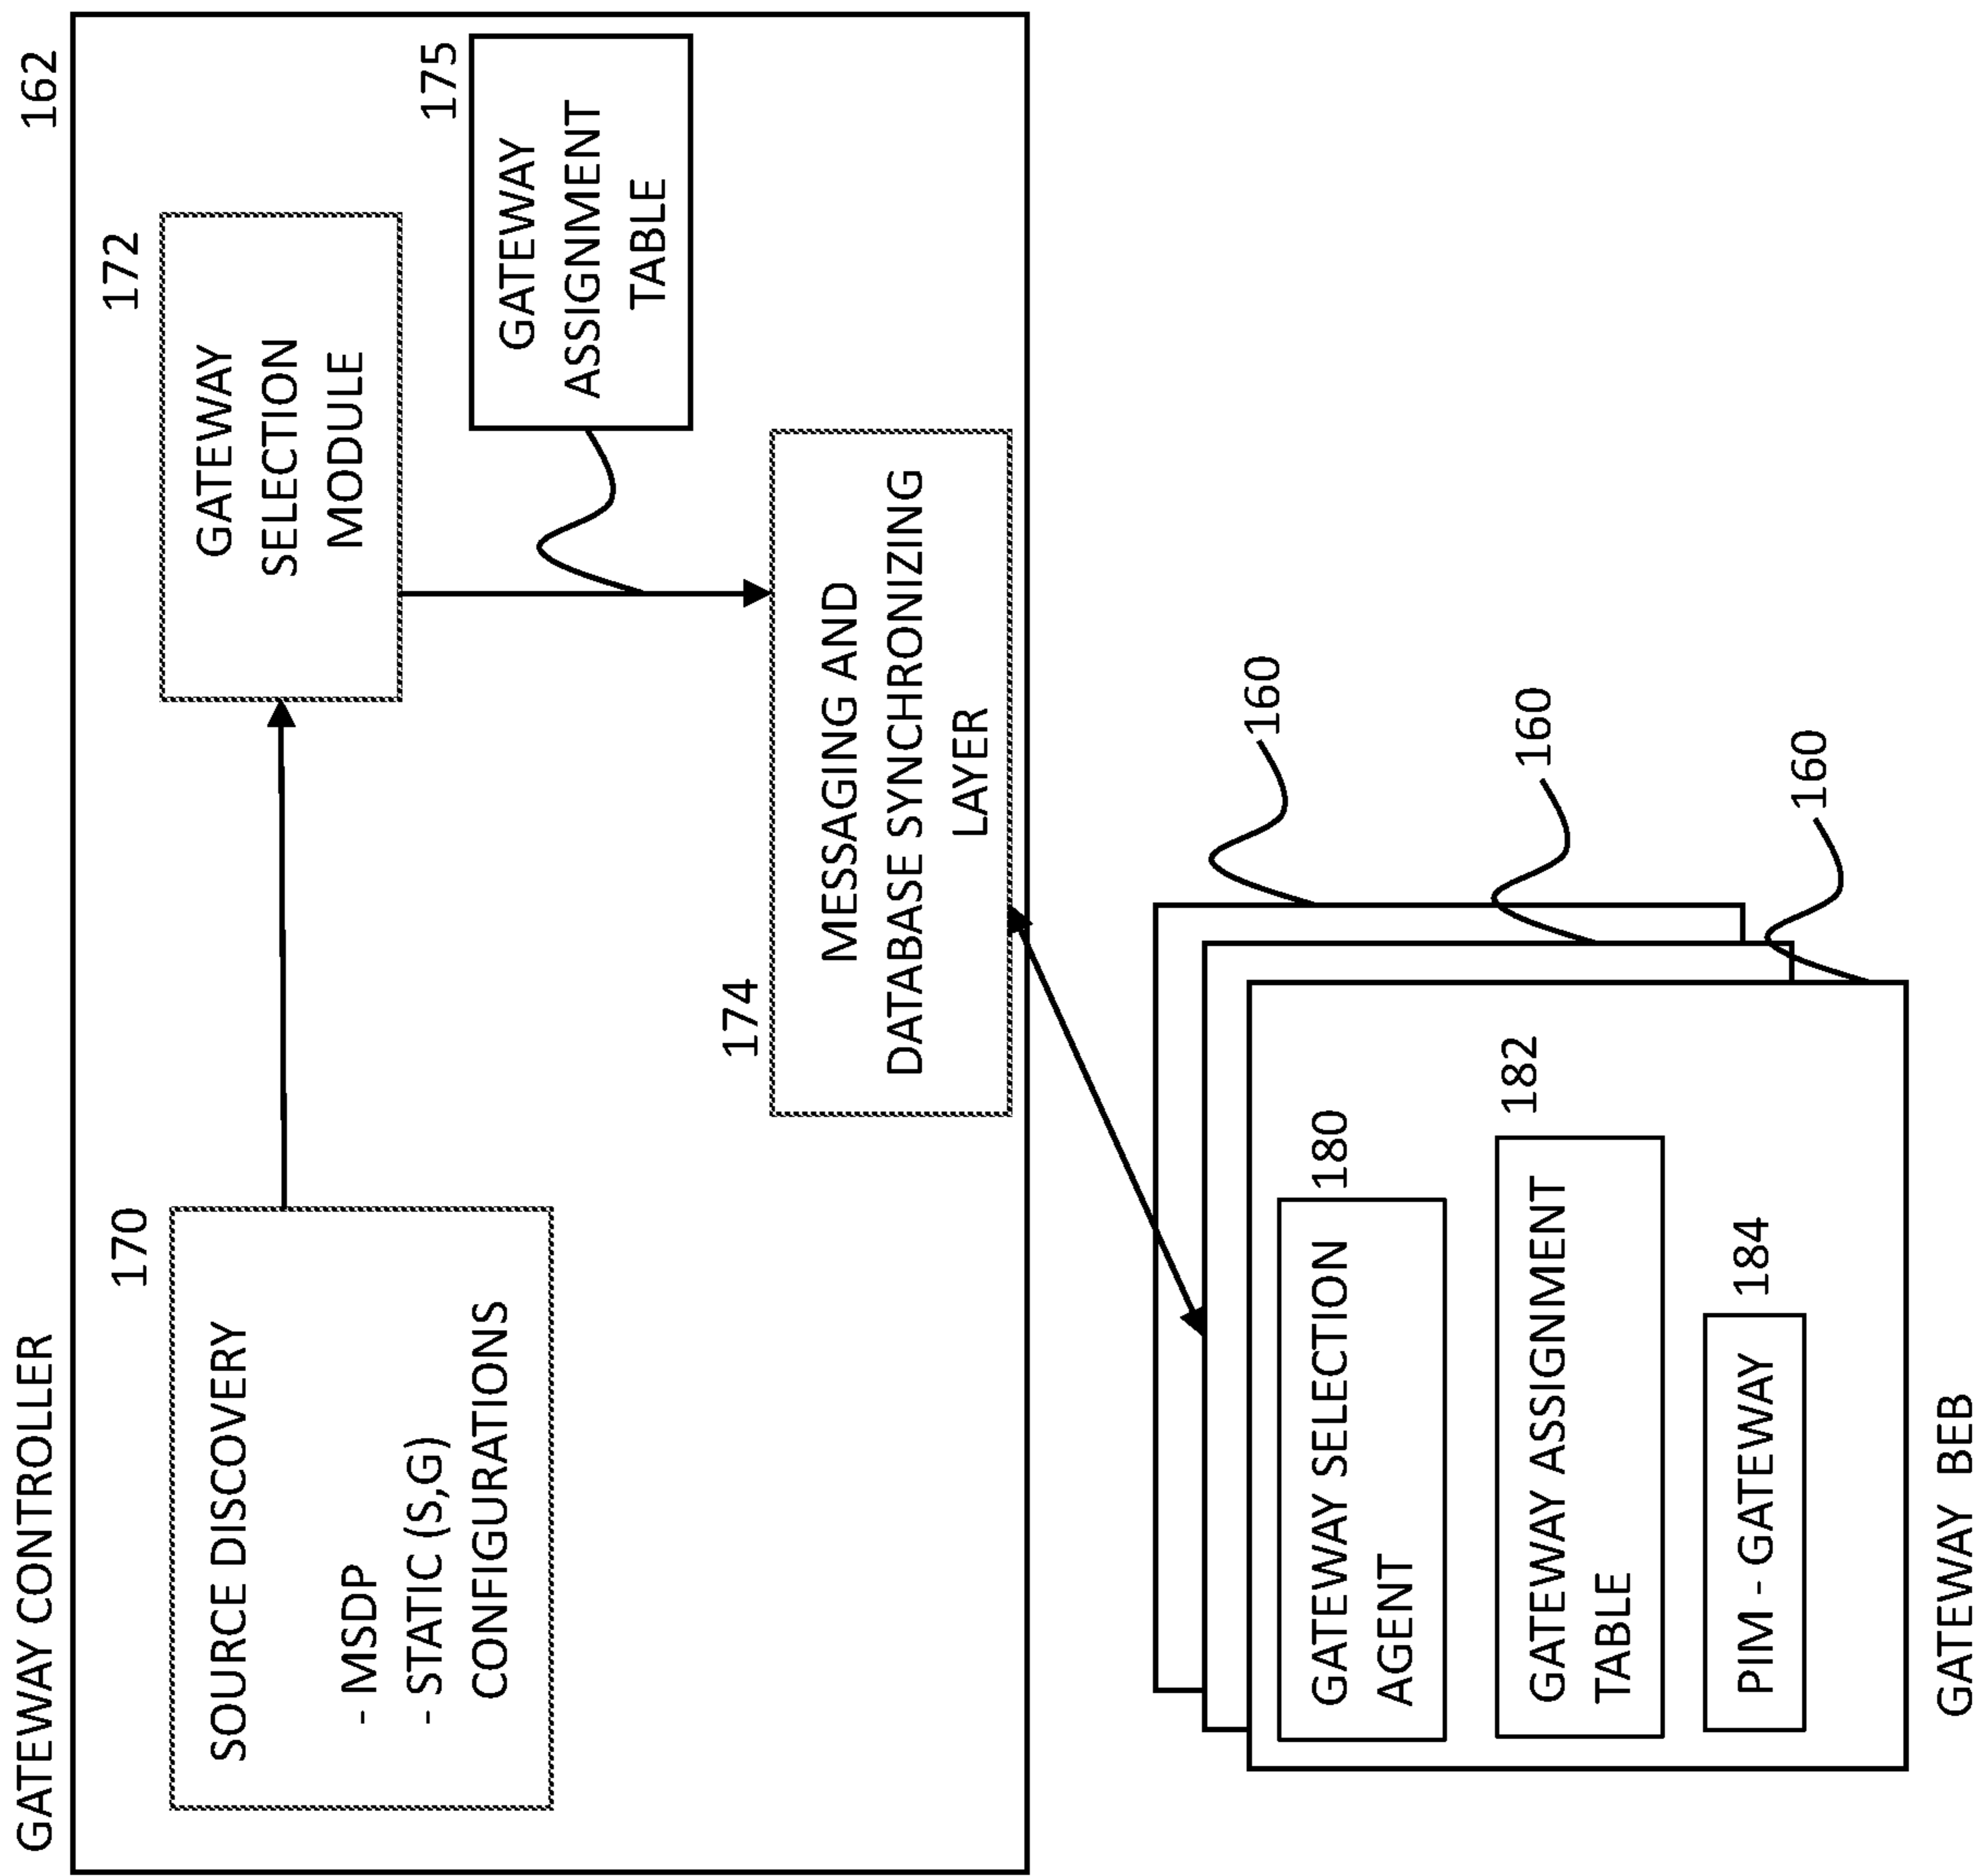 GATEWAY CONTROLLER
162
170
SOURCE DISCOVERY
- MSDP
- STATIC (S,G)
CONFIGURATIONS
172
GATEWAY
SELECTION
MODULE
175
GATEWAY
ASSIGNMENT
TABLE
174
MESSAGING AND
DATABASE SYNCHRONIZING
LAYER
160
160
160
GATEWAY SELECTION
AGENT
180
GATEWAY ASSIGNMENT
TABLE
182
PIM - GATEWAY
184
GATEWAY BEB